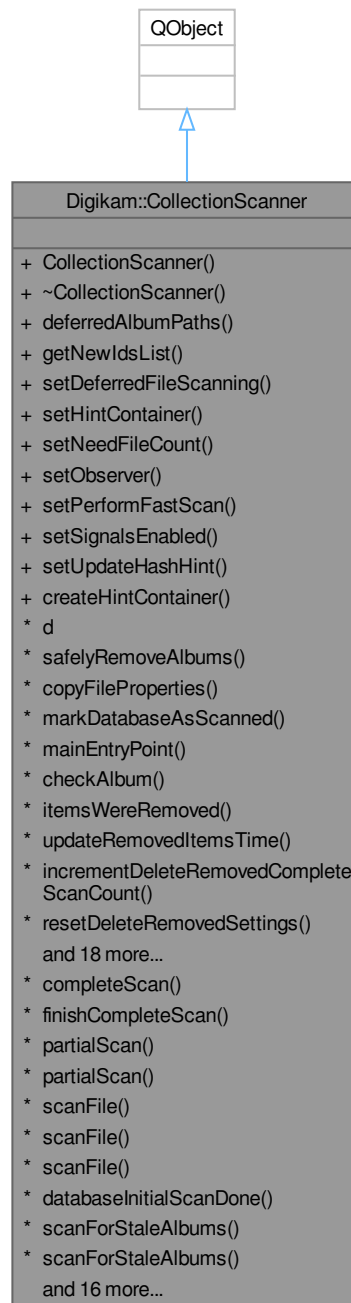 QObject
Digikam::CollectionScanner
+ CollectionScanner()
+ ~CollectionScanner()
+ deferredAlbumPaths()
+ getNewIdsList()
+ setDeferredFileScanning()
+ setHintContainer()
+ setNeedFileCount()
+ setObserver()
+ setPerformFastScan()
+ setSignalsEnabled()
+ setUpdateHashHint()
+ createHintContainer()
* d
* safelyRemoveAlbums()
* copyFileProperties()
* markDatabaseAsScanned()
* mainEntryPoint()
* checkAlbum()
* itemsWereRemoved()
* updateRemovedItemsTime()
* incrementDeleteRemovedComplete
ScanCount()
* resetDeleteRemovedSettings()
and 18 more...
* completeScan()
* finishCompleteScan()
* partialScan()
* partialScan()
* scanFile()
* scanFile()
* scanFile()
* databaseInitialScanDone()
* scanForStaleAlbums()
* scanForStaleAlbums()
and 16 more...